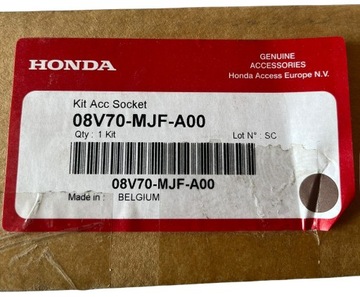 HONDA
GENUINE
ACCESSORIES
Honda Access Europe N.V.
Kit Acc Socket
08V70-MJF-A00
Qty : 1 Kit
Lot N° : SC
08V70-MJF-A00
Made in : BELGIUM